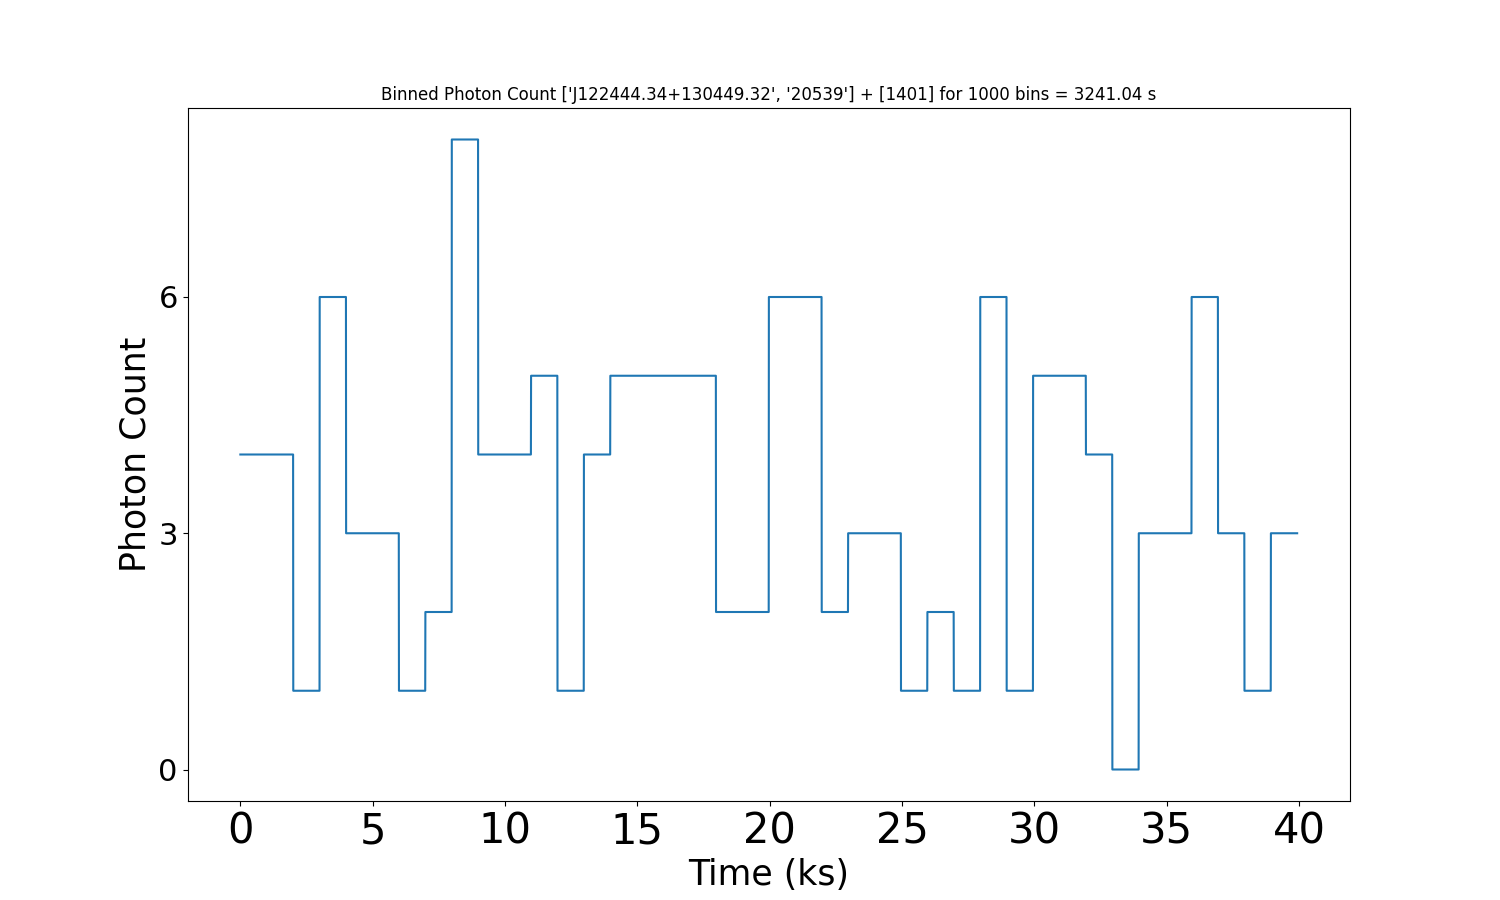 Binned Photon Count ['J122444.34+130449.32', '20539'] + [1401] for 1000 bins = 3241.04 s
Photon Count
6
3
0
0 5 10 15 20 25 30 35 40
Time (ks)